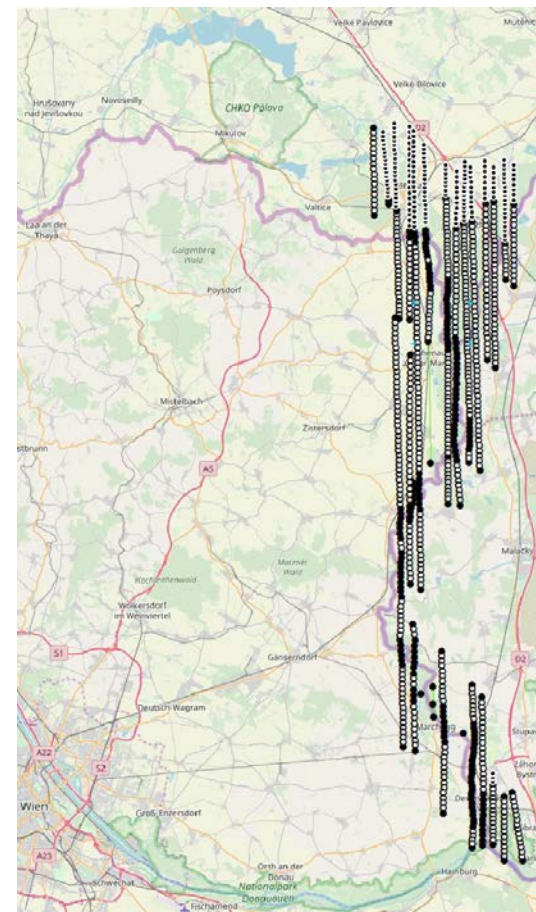 Velké Pavlovice
Mutěnic
Velké Bílovice
Hrušovany
nad Jevišovkou
Novosedly
CHKO Pálava
D2
Mikulov
Valtice
Laa an der
Thaya
Galgenberg
Wald
Poysdorf
Mistelbach
Zistersdorf
A5
Matzner
Wald
Malacky
Hochleithenwald
Wolkersdorf
im Weinviertel
S1
Gänserndorf
D2
Deutsch-Wagram
Stupava
A22
S2
Wien
Groß-Enzersdorf
A23
Orth an der
Donau
Hainburg
Schwechat
Nationalpark
Donauauen
Fischamend